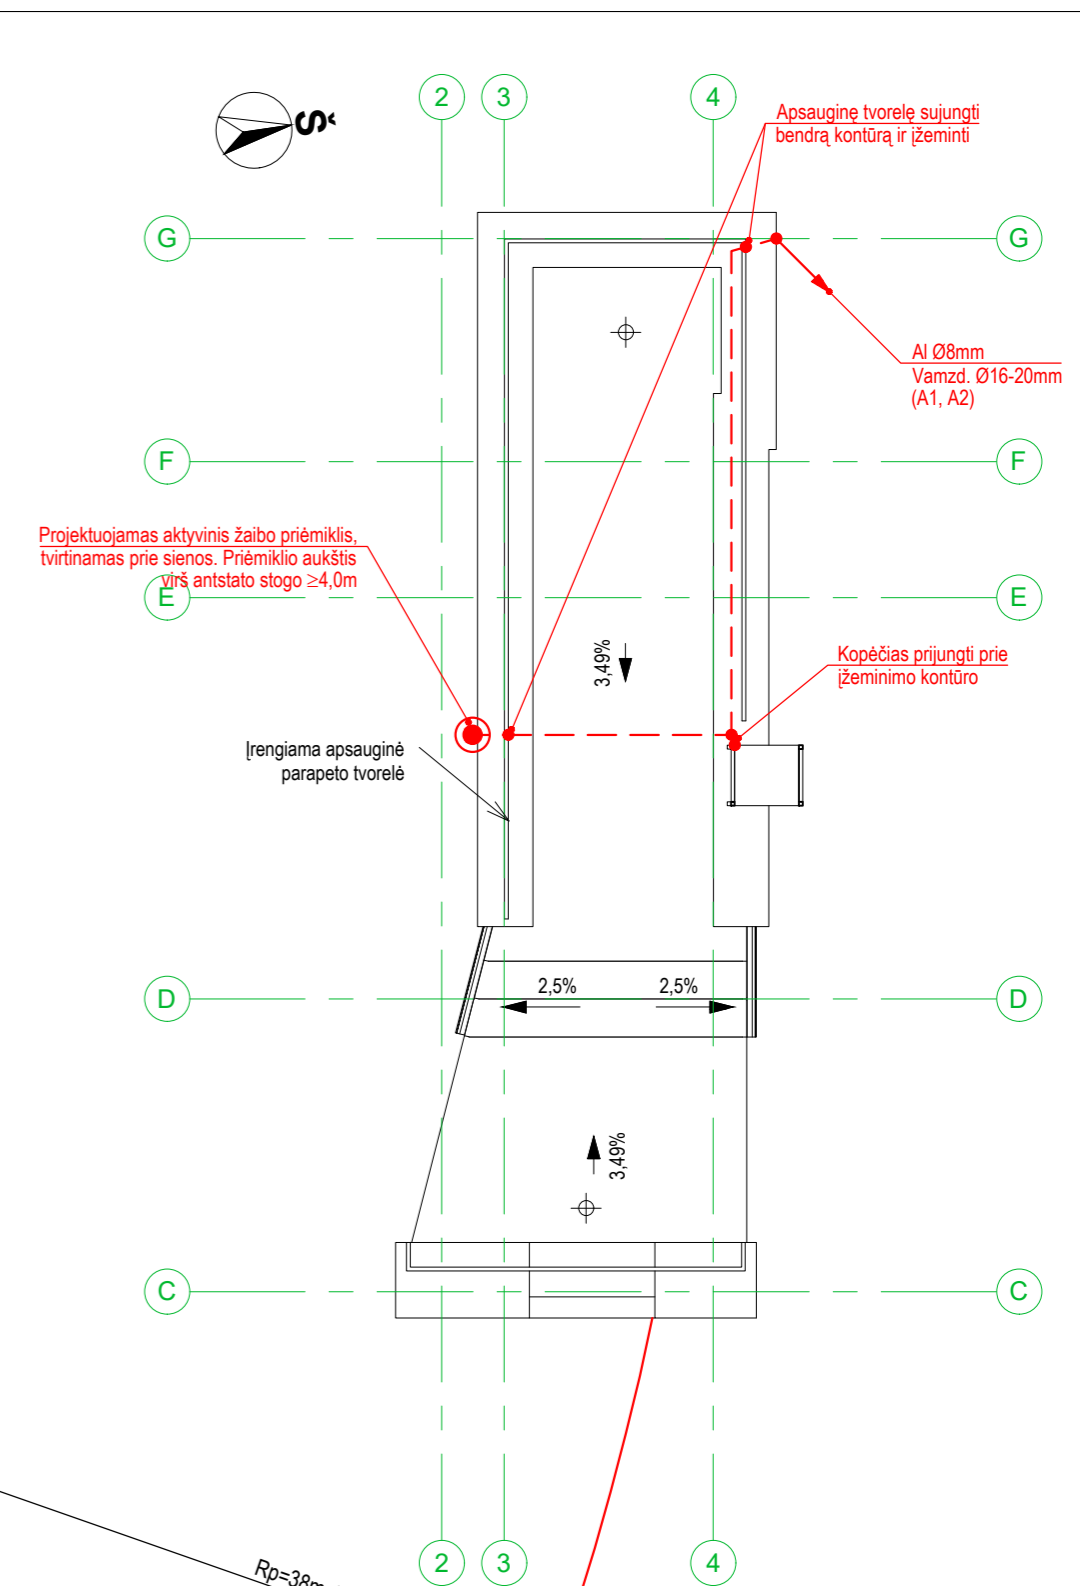 2
3
4
Š
Apsauginę tvorelę sujungti
bendrą kontūrą ir įžeminti
G
G
Al Ø8mm
Vamzd. Ø16-20mm
(A1, A2)
F
F
Projektuojamas aktyvinis žaibo priėmiklis,
tvirtinamas prie sienos. Priėmiklio aukštis
virš antstato stogo ≥4,0m
E
E
3,49%
Kopėčias prijungti prie
įžeminimo kontūro
Įrengiama apsauginė
parapeto tvorelė
2,5%
2,5%
D
D
3,49%
C
C
2
3
4
Rp=38m